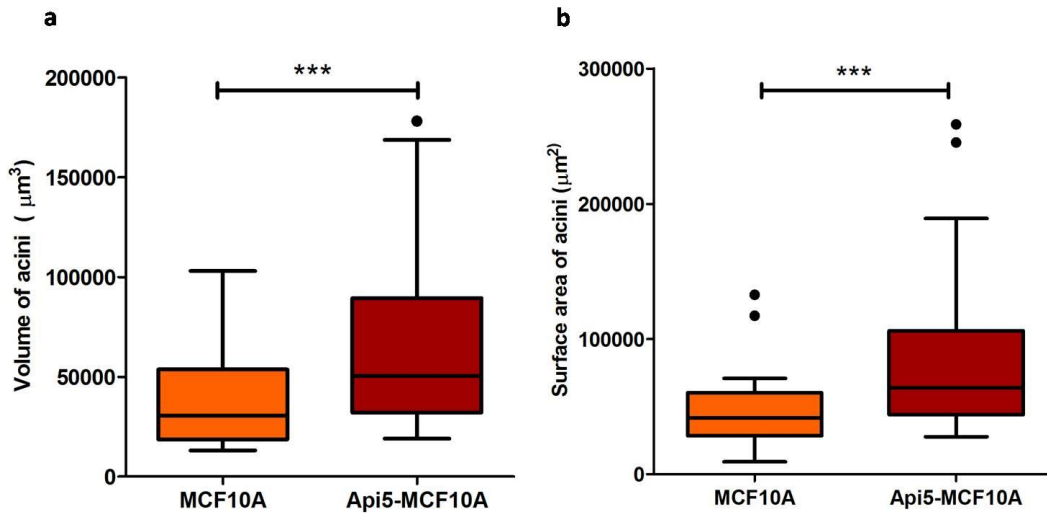 a
***
200000
150000
100000
50000
0
Volume of acini ( μm³)
MCF10A
Api5-MCF10A
b
***
300000
200000
100000
0
Surface area of acini (μm²)
MCF10A
Api5-MCF10A